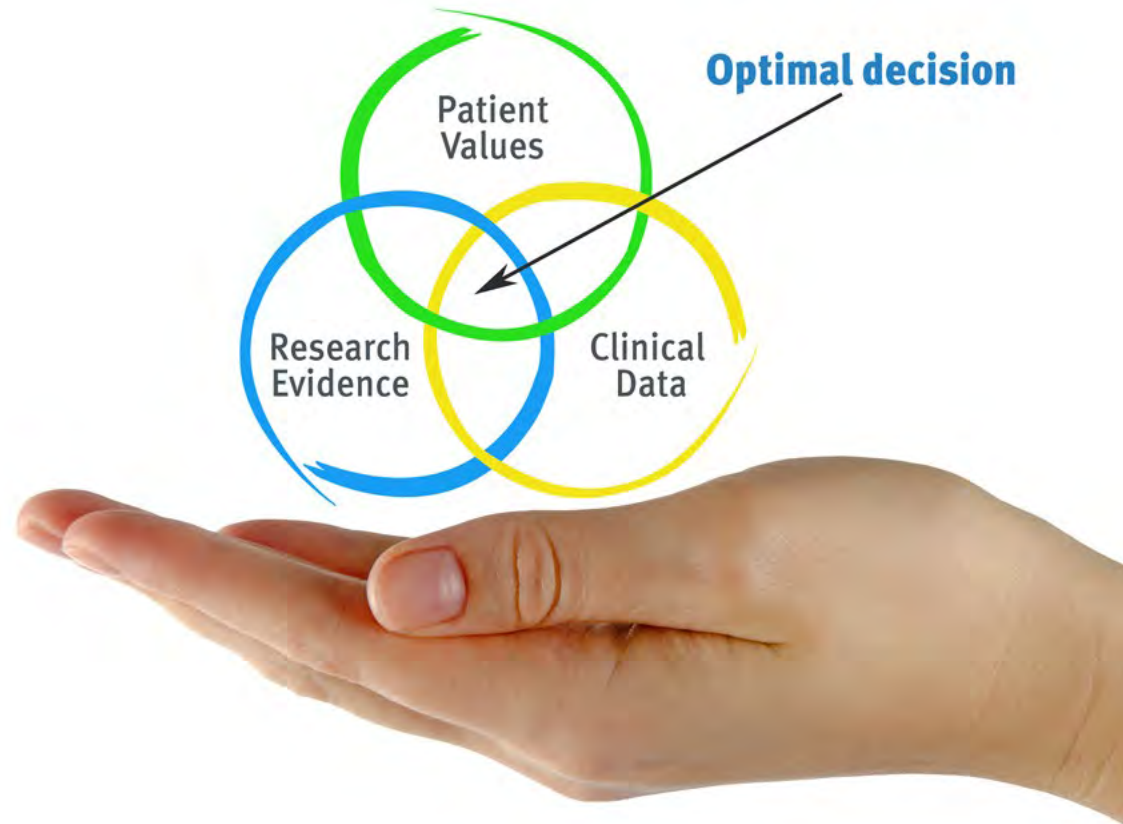 Optimal decision
Patient
Values
Research
Evidence
Clinical
Data